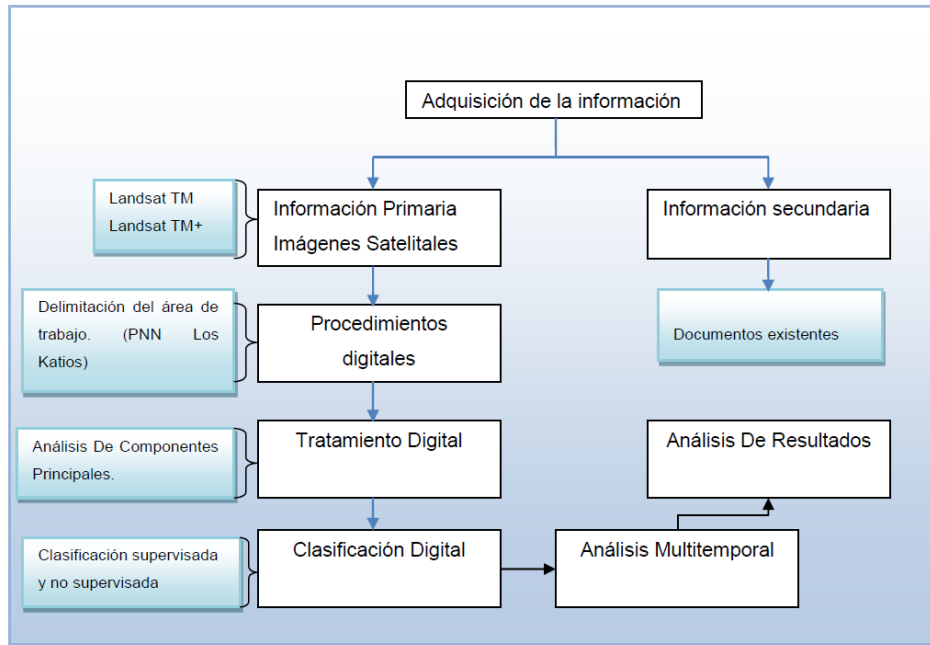 Adquisición de la información
Landsat TM
Landsat TM+
Información Primaria
Imágenes Satelitales
Información secundaria
Delimitación del área de
trabajo. (PNN Los
Katios)
Procedimientos
digitales
Documentos existentes
Análisis De Componentes
Principales.
Tratamiento Digital
Análisis De Resultados
Clasificación supervisada
y no supervisada
Clasificación Digital
Análisis Multitemporal